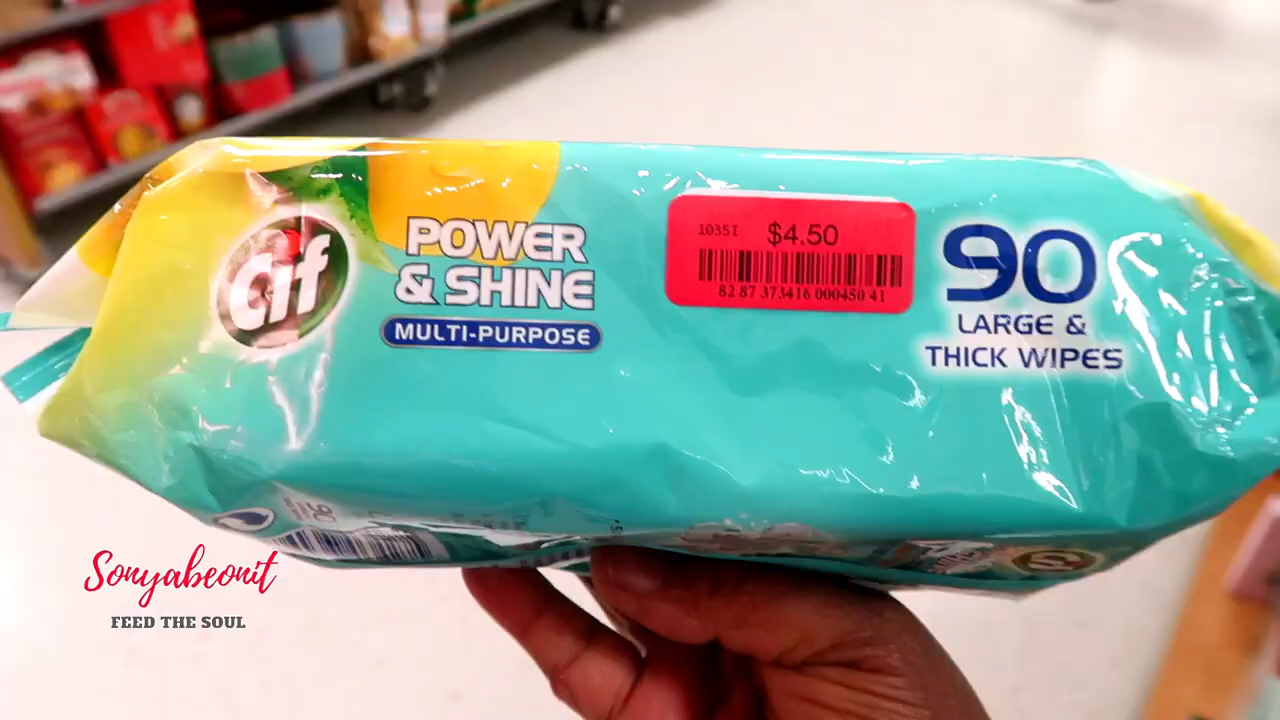 cif
POWER
& SHINE
MULTI-PURPOSE
1035I $4.50
82 87 373416 000450 41
90
LARGE &
THICK WIPES
90
Sonyabeonit
FEED THE SOUL